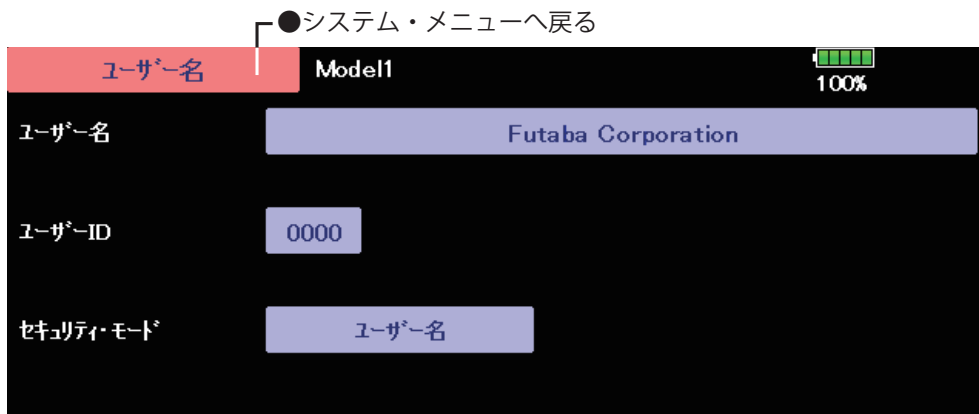 ●システム・メニューへ戻る
ユーザー名 Model1 100%
ユーザー名 Futaba Corporation
ユーザーID 0000
セキュリティ・モード ユーザー名